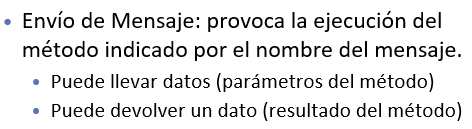 • Envío de Mensaje: provoca la ejecución del
método indicado por el nombre del mensaje.
• Puede llevar datos (parámetros del método)
• Puede devolver un dato (resultado del método)